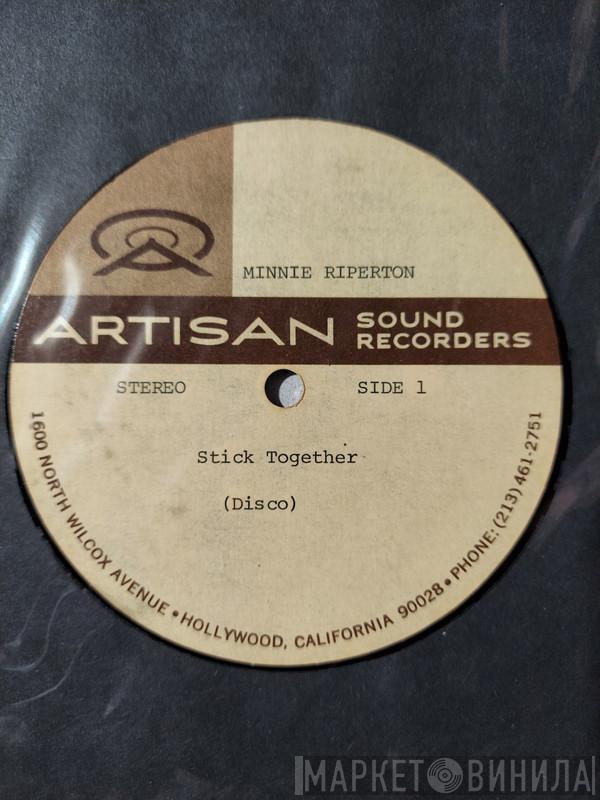 MINNIE RIPERTON
ARTISAN SOUND RECORDERS
STEREO SIDE 1
Stick Together
(Disco)
1600 NORTH WILCOX AVENUE • HOLLYWOOD, CALIFORNIA 90028 • PHONE: (213) 461-2751
МАРКЕТ ВИНИЛА